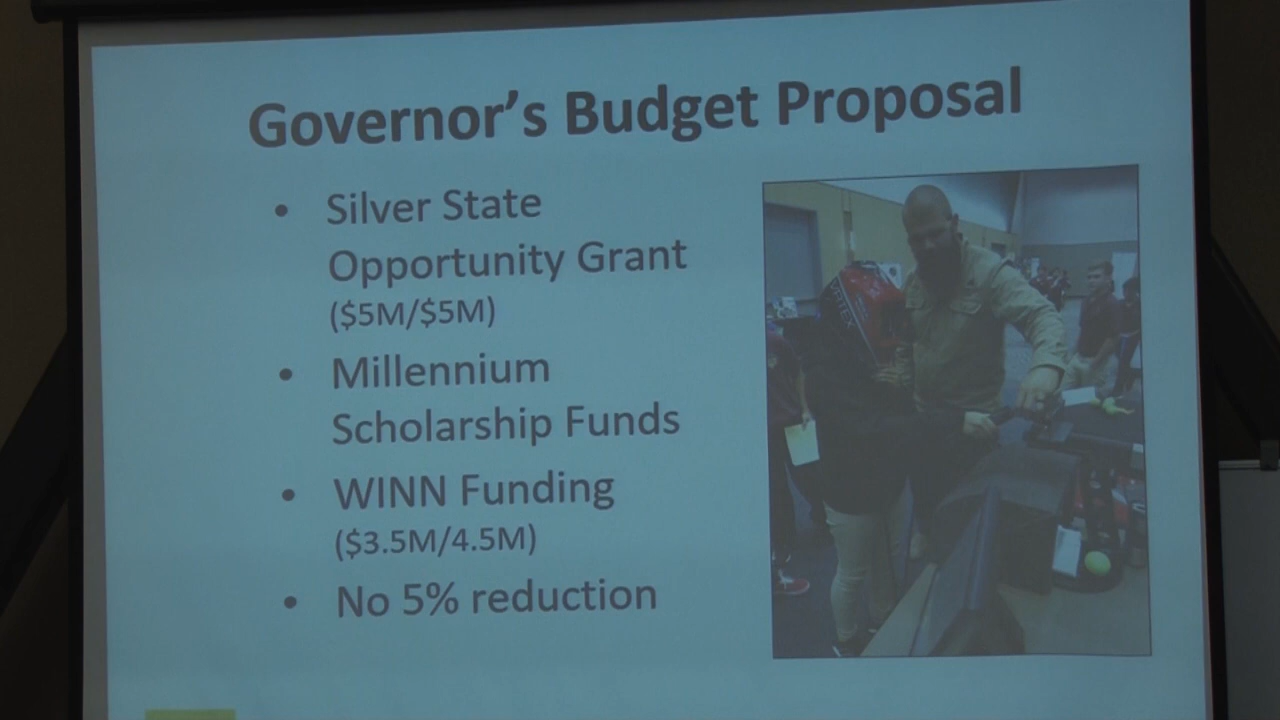 Governor's Budget Proposal
• Silver State
Opportunity Grant
($5M/$5M)
• Millennium
Scholarship Funds
• WINN Funding
($3.5M/4.5M)
• No 5% reduction